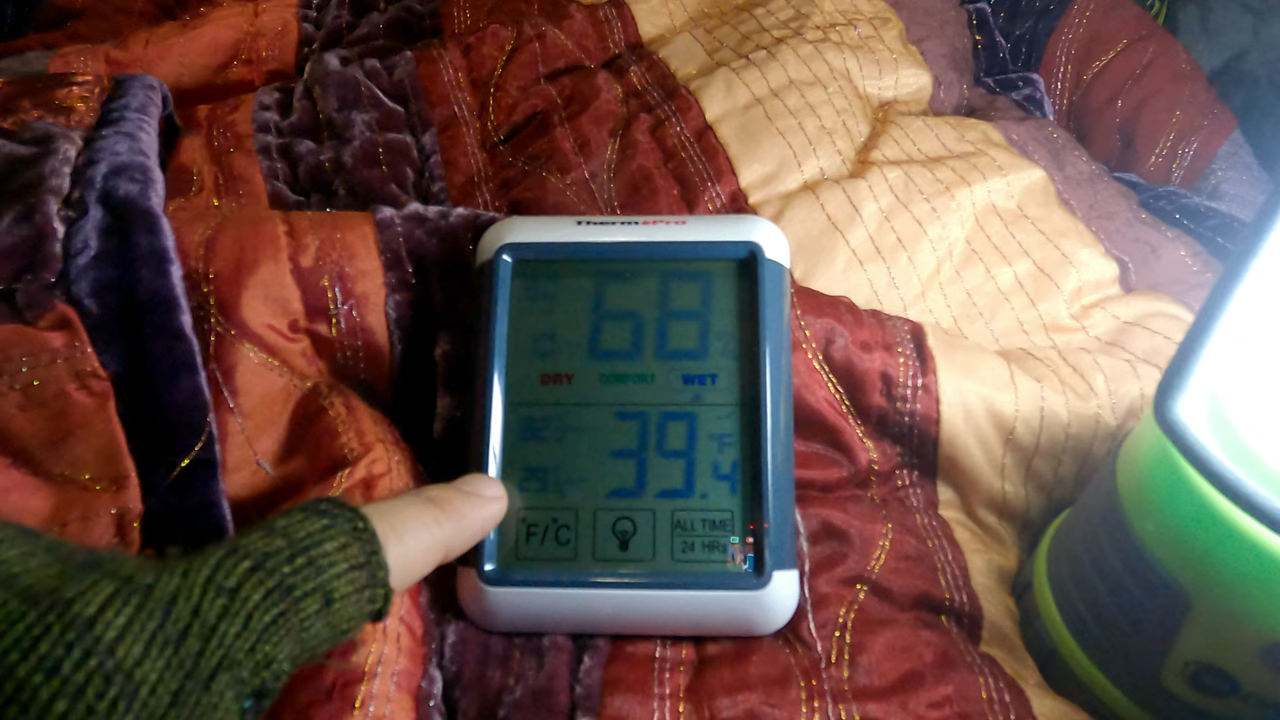 ThermoPro
68
DRY COMFORT WET
39.4 °F
°F/°C
ALL TIME
24 HRs